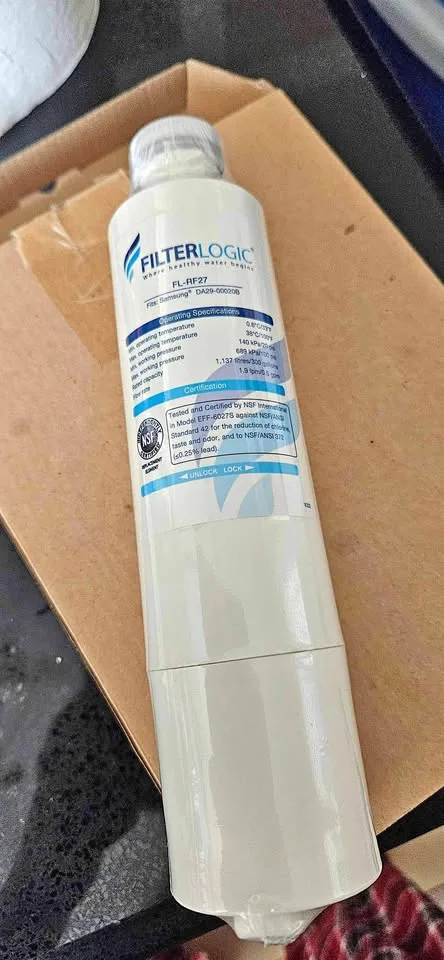 FILTERLOGIC®
Where healthy water begins
FL-RF27
Fits: Samsung® DA29-00020B
Operating Specifications
Min. operating temperature 0.6°C/33°F
Max. operating temperature 38°C/100°F
Min. working pressure 140 kPa/20 psi
Max. working pressure 689 kPa/100 psi
Rated capacity 1,137 litres/300 gallons
Flow rate 1.9 lpm/0.5 gpm
Certification
Tested and Certified by NSF International
in Model EFF-6027S against NSF/ANSI
Standard 42 for the reduction of chlorine,
taste and odor, and to NSF/ANSI 372
(≤0.25% lead).
INDEPENDENTLY
NSF®
CERTIFIED
REPLACEMENT
ELEMENT
◄ UNLOCK LOCK ►